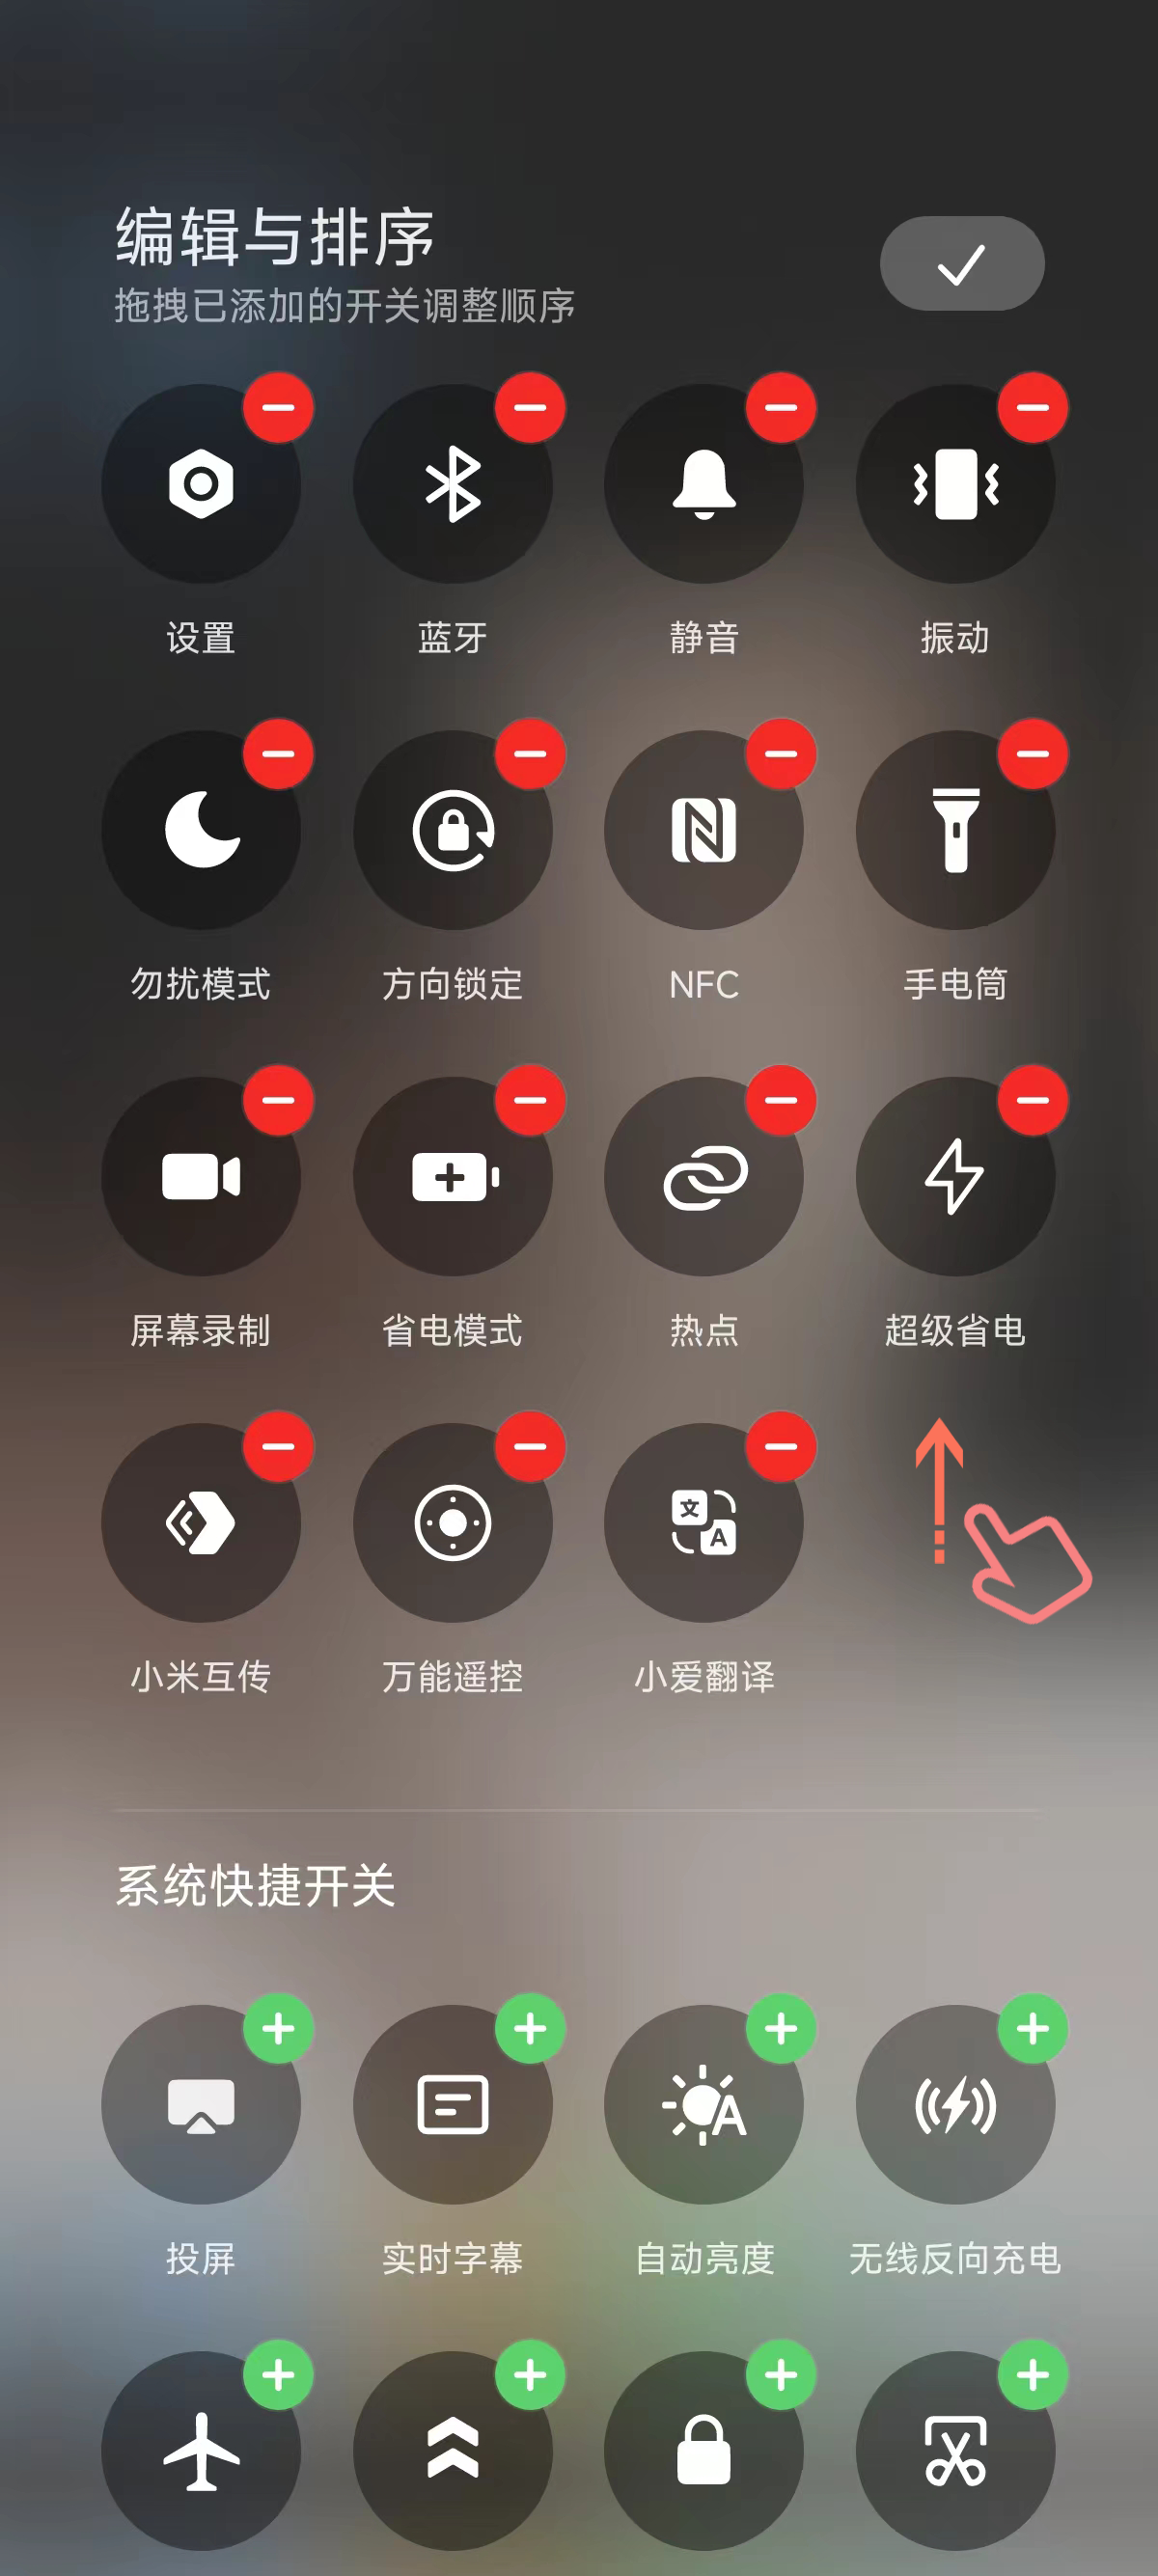 编辑与排序
拖拽已添加的开关调整顺序
设置 蓝牙 静音 振动
勿扰模式 方向锁定 NFC 手电筒
屏幕录制 省电模式 热点 超级省电
文 A
小米互传 万能遥控 小爱翻译
系统快捷开关
A
投屏 实时字幕 自动亮度 无线反向充电